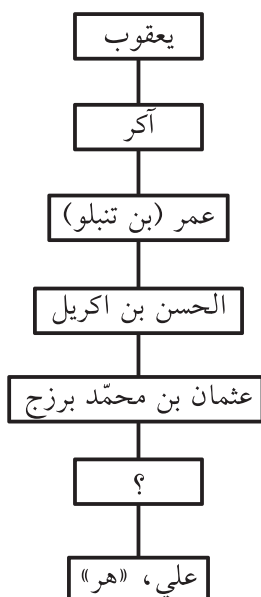 يعقوب
آكر
عمر (بن تنبلو)
الحسن بن اكريل
عثمان بن محمّد برزج
؟
علي، «هر»